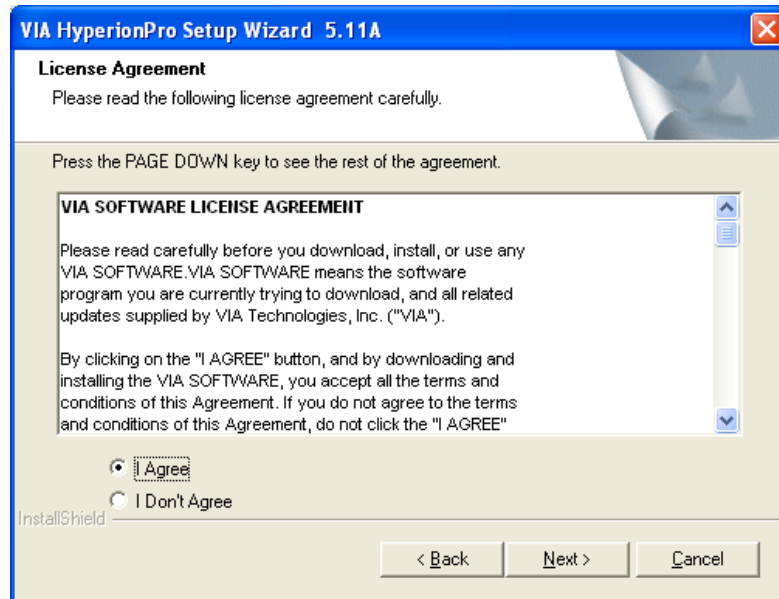 VIA HyperionPro Setup Wizard 5.11A
License Agreement
Please read the following license agreement carefully.
Press the PAGE DOWN key to see the rest of the agreement.
VIA SOFTWARE LICENSE AGREEMENT
Please read carefully before you download, install, or use any
VIA SOFTWARE.VIA SOFTWARE means the software
program you are currently trying to download, and all related
updates supplied by VIA Technologies, Inc. ("VIA").
By clicking on the "I AGREE" button, and by downloading and
installing the VIA SOFTWARE, you accept all the terms and
conditions of this Agreement. If you do not agree to the terms
and conditions of this Agreement, do not click the "I AGREE"
I Agree
I Don't Agree
InstallShield
< Back Next > Cancel